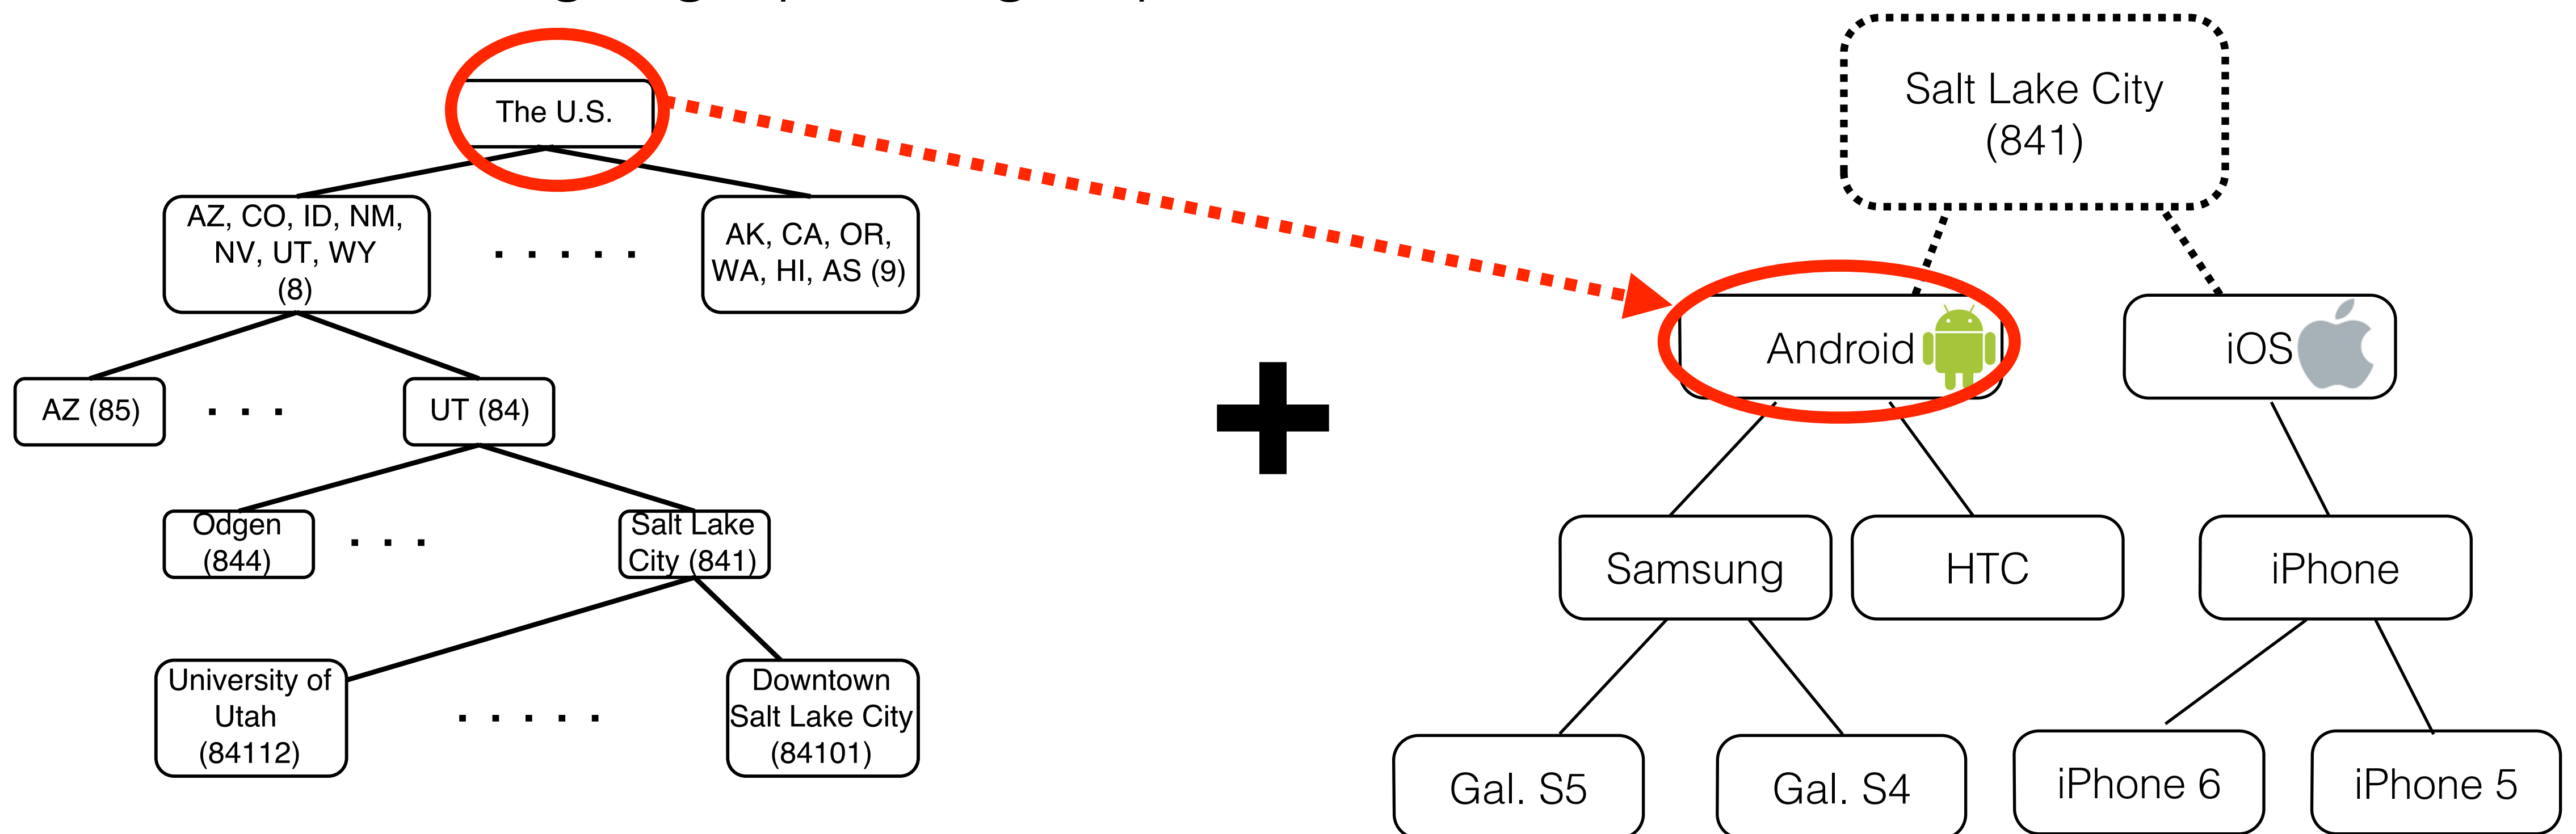 The U.S.
AZ, CO, ID, NM,
NV, UT, WY
(8)
AK, CA, OR,
WA, HI, AS (9)
AZ (85)
UT (84)
Odgen
(844)
Salt Lake
City (841)
University of
Utah
(84112)
Downtown
Salt Lake City
(84101)
Salt Lake City
(841)
Android
iOS
Samsung
HTC
iPhone
Gal. S5
Gal. S4
iPhone 6
iPhone 5